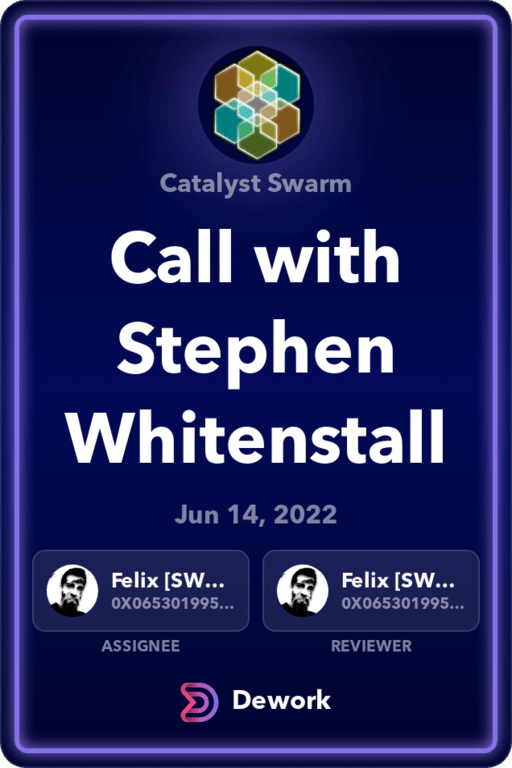 Catalyst Swarm
Call with
Stephen
Whitenstall
Jun 14, 2022
Felix [SW...
0X065301995...
ASSIGNEE
Felix [SW...
0X065301995...
REVIEWER
Dework